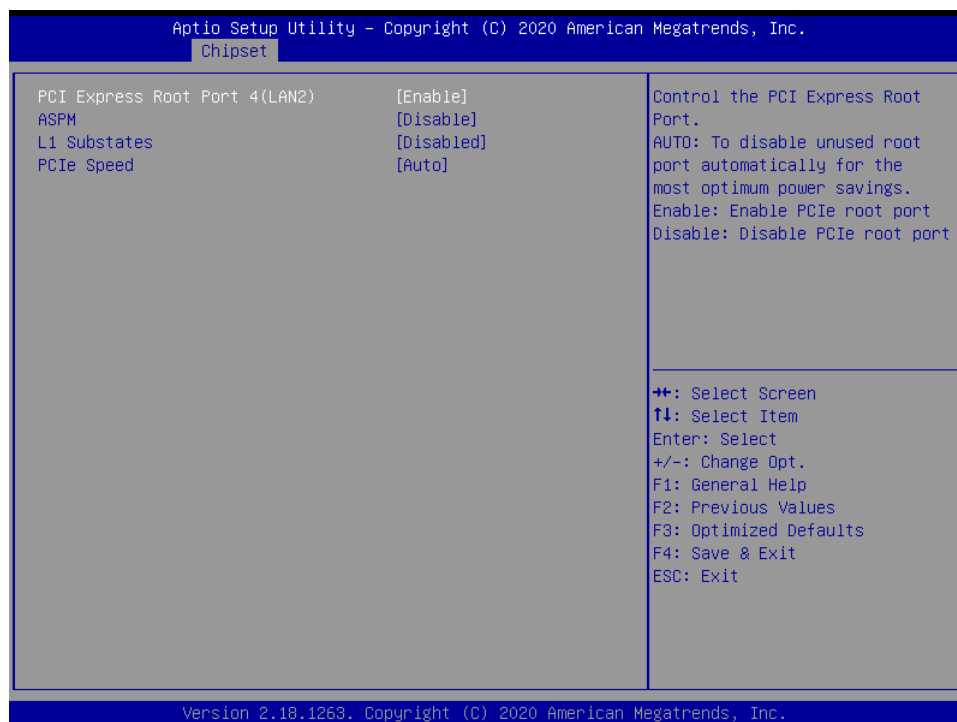 Aptio Setup Utility – Copyright (C) 2020 American Megatrends, Inc.
Chipset
PCI Express Root Port 4(LAN2) [Enable]
ASPM [Disable]
L1 Substates [Disabled]
PCIe Speed [Auto]
Control the PCI Express Root
Port.
AUTO: To disable unused root
port automatically for the
most optimum power savings.
Enable: Enable PCIe root port
Disable: Disable PCIe root port
→←: Select Screen
↑↓: Select Item
Enter: Select
+/-: Change Opt.
F1: General Help
F2: Previous Values
F3: Optimized Defaults
F4: Save & Exit
ESC: Exit
Version 2.18.1263. Copyright (C) 2020 American Megatrends, Inc.